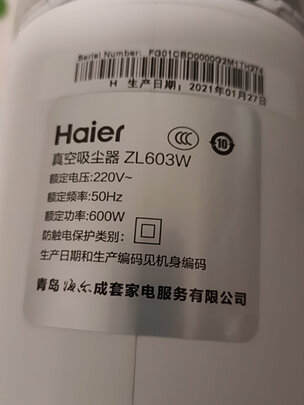 Serial Number: FG01CBD0000G2M1TH274
H 生产日期: 2021年01月27日
Haier
真空吸尘器 ZL603W
额定电压:220V~
额定频率:50Hz
额定功率:600W
防触电保护类别:
生产日期和生产编码见机身编码
青岛海尔成套家电服务有限公司